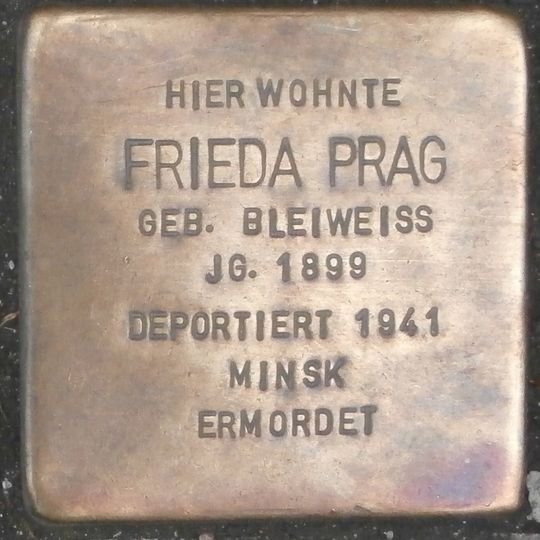 HIER WOHNTE
FRIEDA PRAG
GEB. BLEIWEISS
JG. 1899
DEPORTIERT 1941
MINSK
ERMORDET